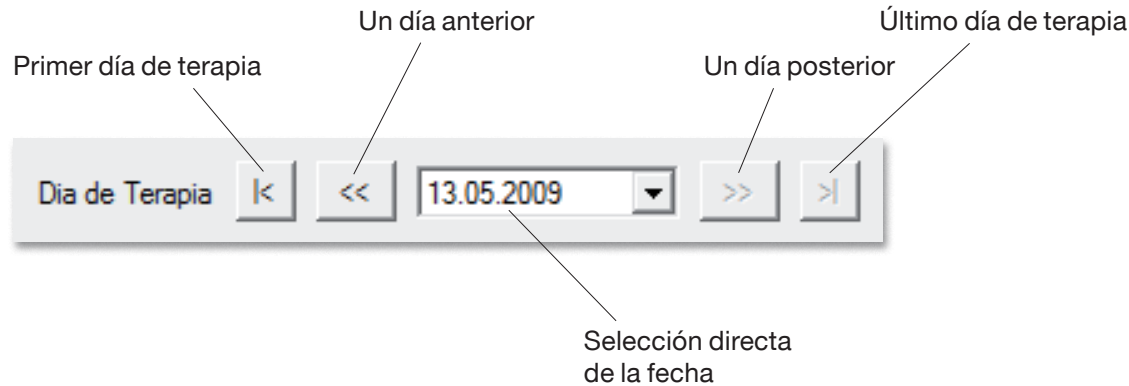 Un día anterior
Último día de terapia
Primer día de terapia
Un día posterior
Dia de Terapia |< << 13.05.2009 >> >|
Selección directa
de la fecha